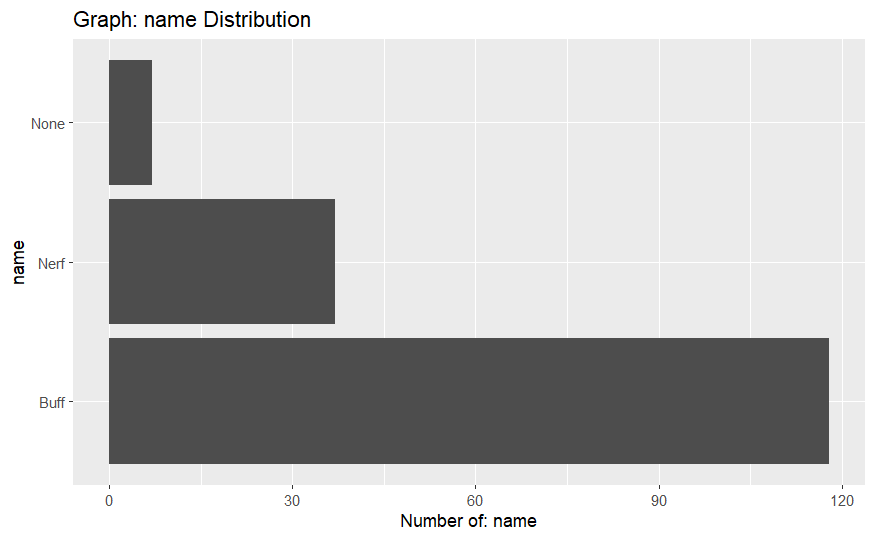 Graph: name Distribution
None
Nerf
Buff
name
0 30 60 90 120
Number of: name